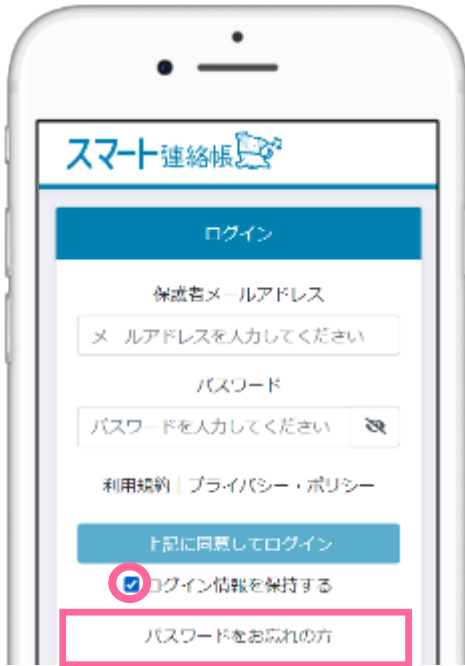 スマート連絡帳
ログイン
保護者メールアドレス
メールアドレスを入力してください
パスワード
パスワードを入力してください
利用規約 | プライバシー・ポリシー
上記に同意してログイン
ログイン情報を保持する
パスワードをお忘れの方